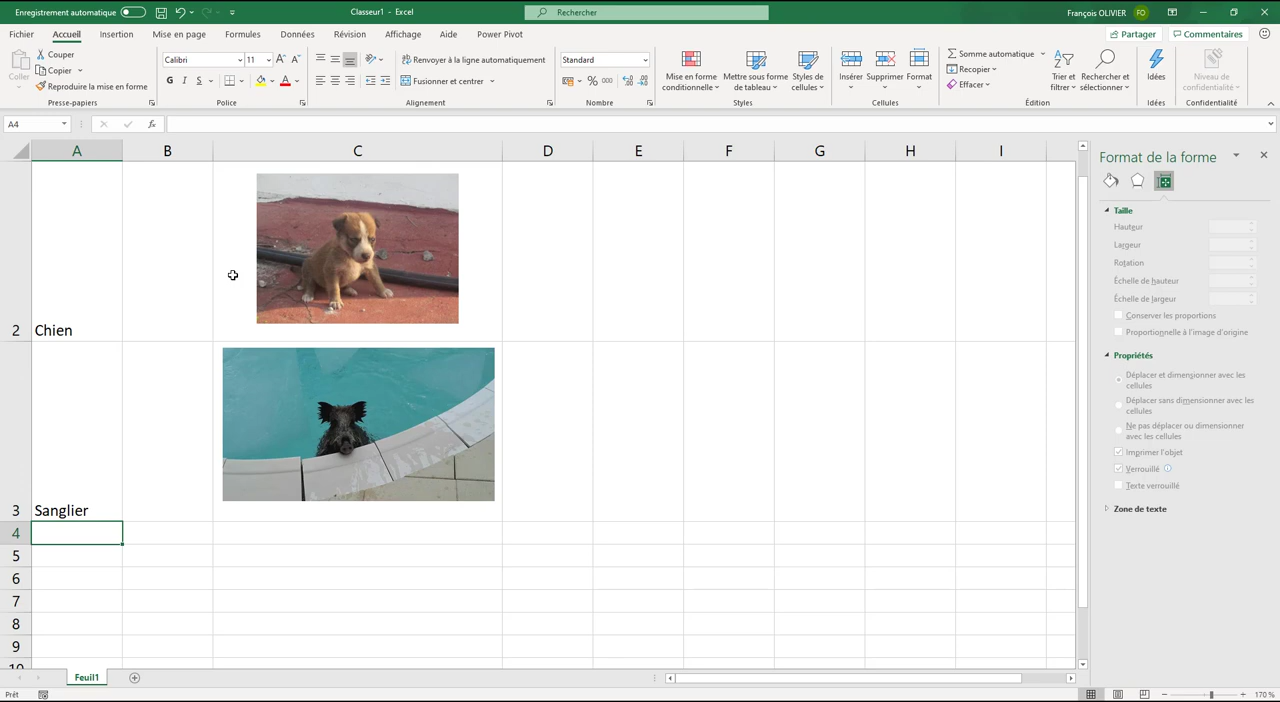 Enregistrement automatique
Classeur1 - Excel
Rechercher
François OLIVIER
FO
Fichier
Accueil
Insertion
Mise en page
Formules
Données
Révision
Affichage
Aide
Power Pivot
Partager
Commentaires
Coller
Couper
Copier
Reproduire la mise en forme
Presse-papiers
Calibri
11
G I S
Police
Renvoyer à la ligne automatiquement
Fusionner et centrer
Alignement
Standard
% 000
Nombre
Mise en forme
conditionnelle
Mettre sous forme
de tableau
Styles de
cellules
Styles
Insérer
Supprimer
Format
Cellules
Somme automatique
Recopier
Effacer
Trier et
filtrer
Rechercher et
sélectionner
Édition
Idées
Idées
Niveau de
confidentialité
Confidentialité
A4
fx
A B C D E F G H I
2 Chien
3 Sanglier
4
5
6
7
8
9
10
Format de la forme
Taille
Hauteur
Largeur
Rotation
Échelle de hauteur
Échelle de largeur
Conserver les proportions
Proportionnelle à l'image d'origine
Propriétés
Déplacer et dimensionner avec les
cellules
Déplacer sans dimensionner avec les
cellules
Ne pas déplacer ou dimensionner
avec les cellules
Imprimer l'objet
Verrouillé
Texte verrouillé
Zone de texte
Feuil1
Prêt
170 %